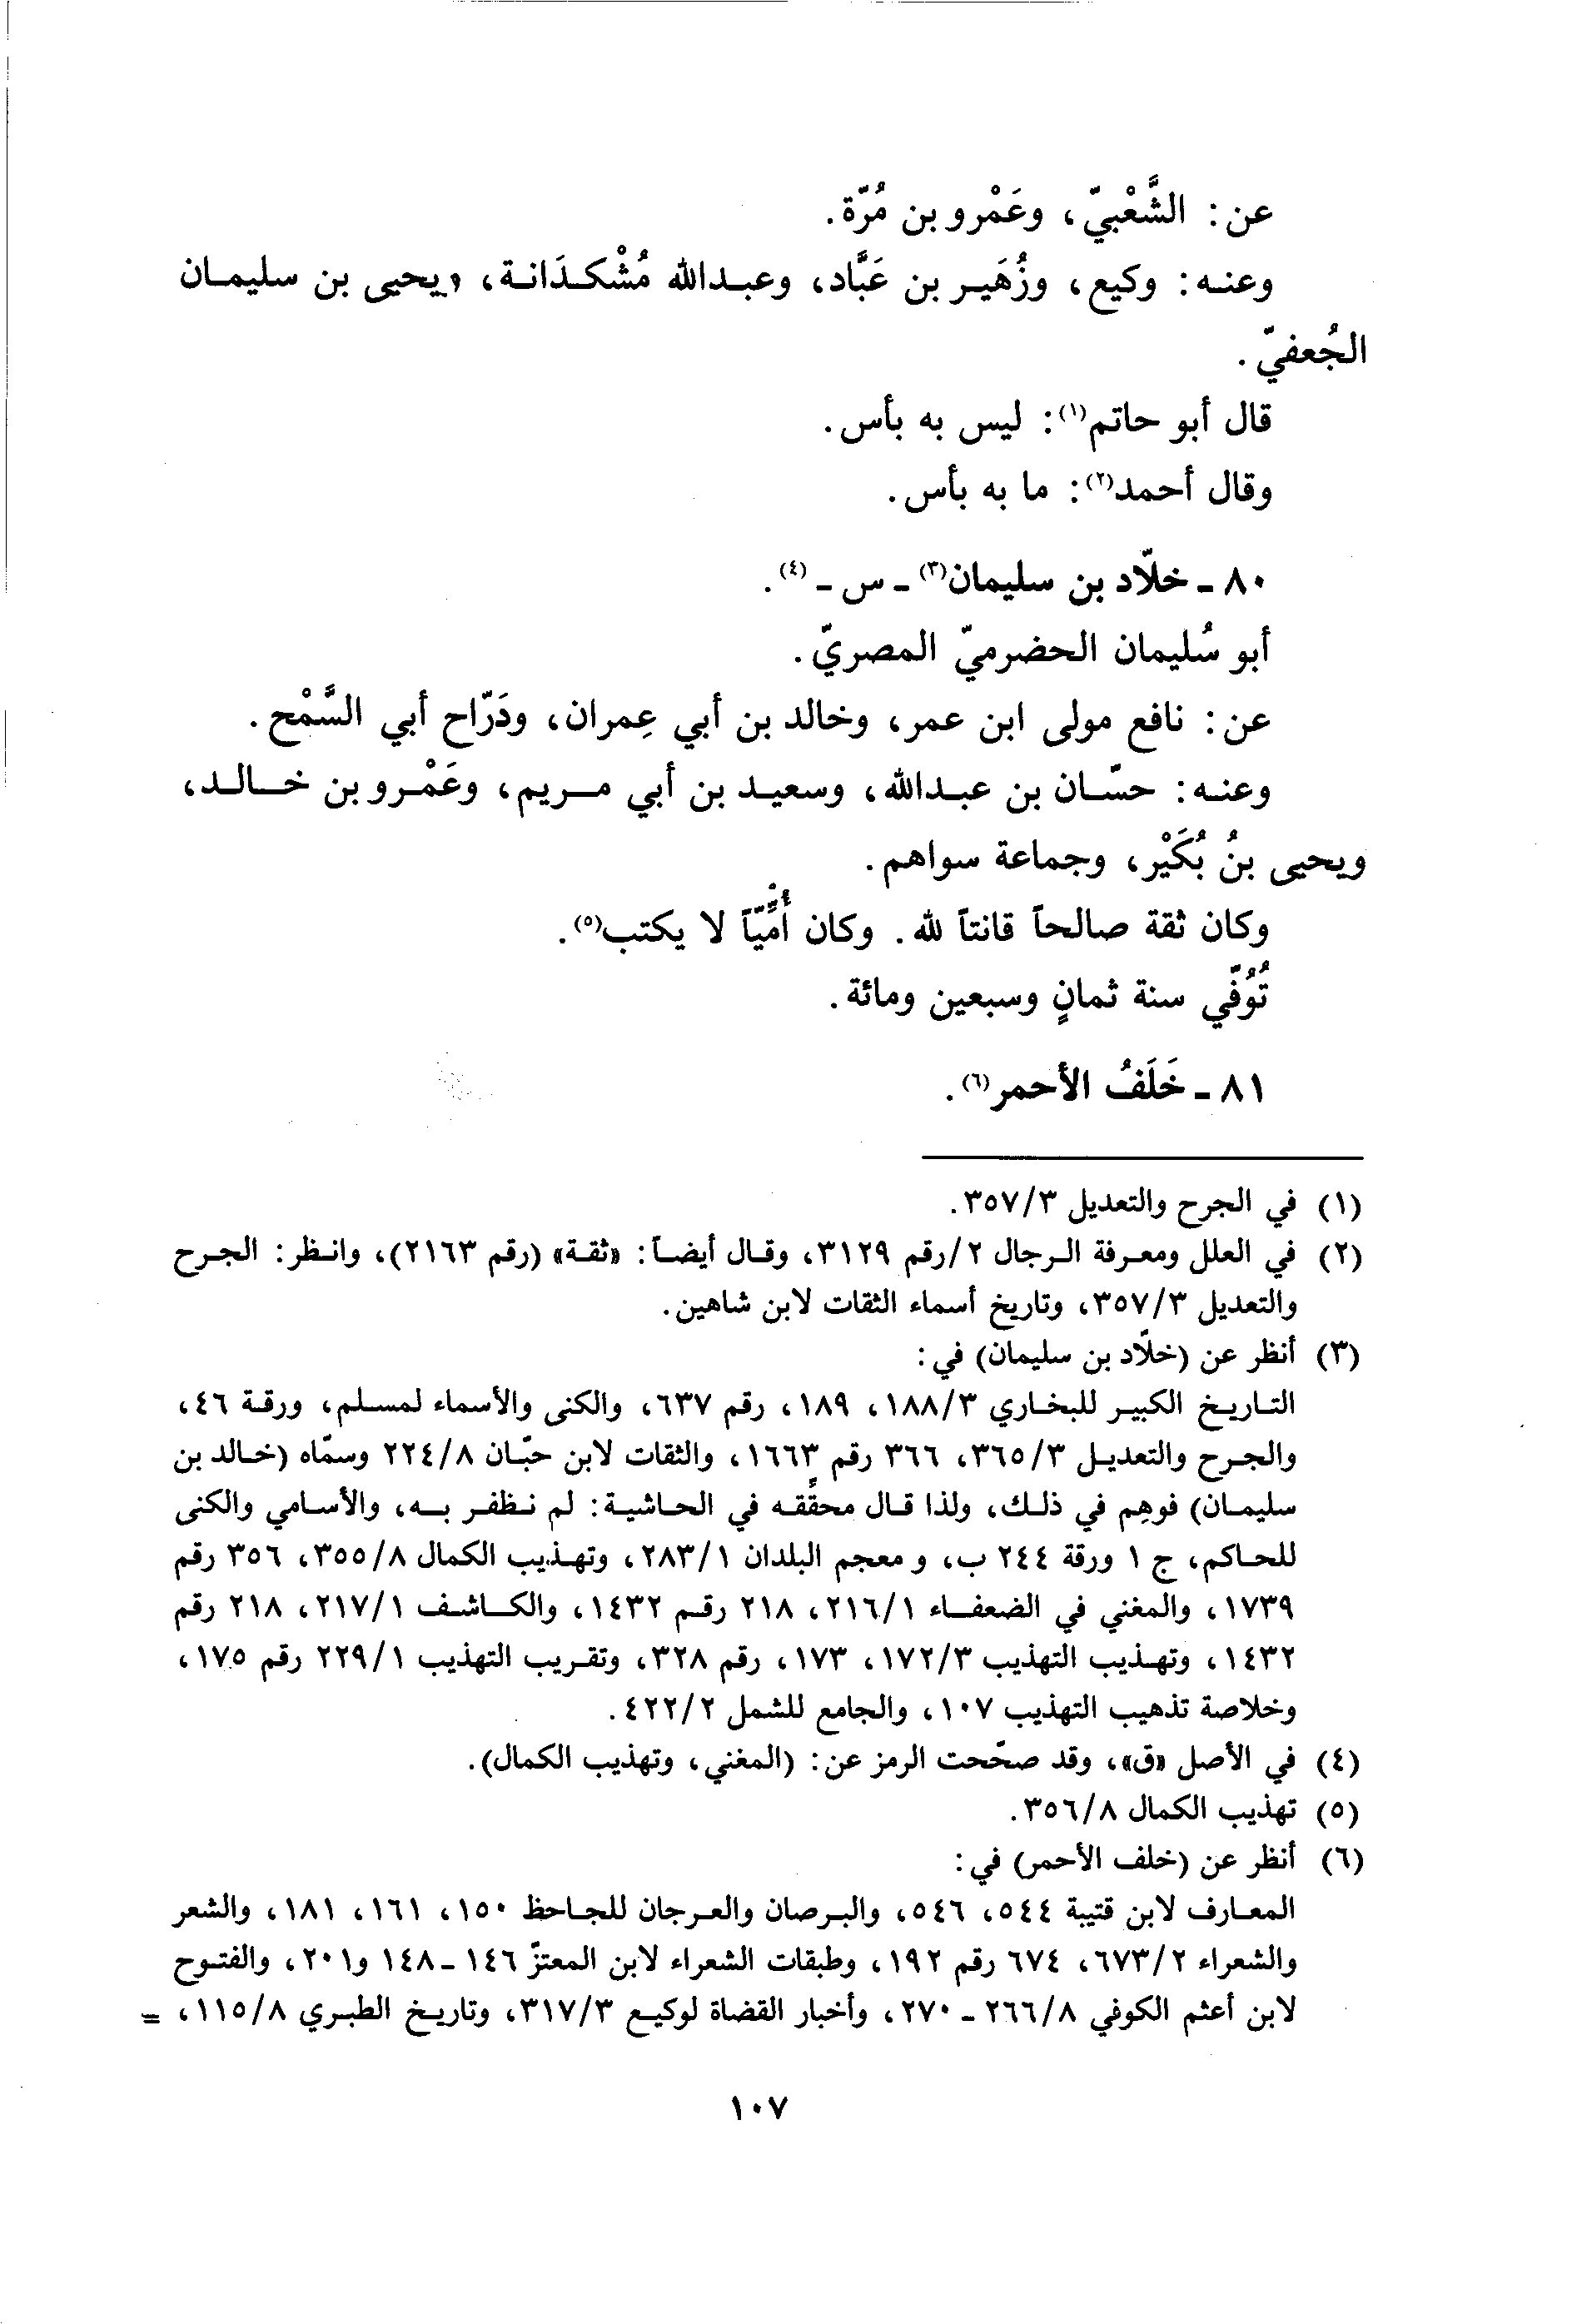 عن: الشَّعْبيّ، وعَمْرو بن مُرّة.
وعنه: وكيع، وزُهَير بن عَبَّاد، وعبدالله مُشْكدَانة، ويحيى بن سليمان
الجُعفيّ.
قال أبو حاتم(١): ليس به بأس.
وقال أحمد(٢): ما به بأس.
٨٠ - خلّاد بن سليمان(٣) - س - (٤).
أبو سُليمان الحضرميّ المصريّ.
عن: نافع مولى ابن عمر، وخالد بن أبي عِمران، ودَرّاح أبي السَّمْح.
وعنه: حسّان بن عبدالله، وسعيد بن أبي مريم، وعَمْرو بن خالد،
ويحيى بنُ بُكَيْر، وجماعة سواهم.
وكان ثقة صالحاً قانتاً لله. وكان أُمّيّاً لا يكتب(٥).
تُوُفّي سنة ثمانٍ وسبعين ومائة.
٨١ - خَلَفُ الأحمر(٦).
(١) في الجرح والتعديل ٣/٣٥٧.
(٢) في العلل ومعرفة الرجال ٢/رقم ٣١٢٩، وقال أيضاً: «ثقة» (رقم ٢١٦٣)، وانظر: الجرح
والتعديل ٣/٣٥٧، وتاريخ أسماء الثقات لابن شاهين.
(٣) أنظر عن (خلّاد بن سليمان) في:
التاريخ الكبير للبخاري ٣/١٨٨، ١٨٩، رقم ٦٣٧، والكنى والأسماء لمسلم، ورقة ٤٦،
والجرح والتعديل ٣/٣٦٥، ٣٦٦ رقم ١٦٦٣، والثقات لابن حبّان ٨/٢٢٤ وسمّاه (خالد بن
سليمان) فوهِم في ذلك، ولذا قال محقّقه في الحاشية: لم نظفر به، والأسامي والكنى
للحاكم، ج ١ ورقة ٢٤٤ ب، و معجم البلدان ١/٢٨٣، وتهذيب الكمال ٨/٣٥٥، ٣٥٦ رقم
١٧٣٩، والمغني في الضعفاء ١/٢١٦، ٢١٨ رقم ١٤٣٢، والكاشف ١/٢١٧، ٢١٨ رقم
١٤٣٢، وتهذيب التهذيب ٣/١٧٢، ١٧٣، رقم ٣٢٨، وتقريب التهذيب ١/٢٢٩ رقم ١٧٥،
وخلاصة تذهيب التهذيب ١٠٧، والجامع للشمل ٢/٤٢٢.
(٤) في الأصل «ق»، وقد صحّحت الرمز عن: (المغني، وتهذيب الكمال).
(٥) تهذيب الكمال ٨/٣٥٦.
(٦) أنظر عن (خلف الأحمر) في:
المعارف لابن قتيبة ٥٤٤، ٥٤٦، والبرصان والعرجان للجاحظ ١٥٠، ١٦١، ١٨١، والشعر
والشعراء ٢/٦٧٣، ٦٧٤ رقم ١٩٢، وطبقات الشعراء لابن المعتزّ ١٤٦ - ١٤٨ و٢٠١، والفتوح
لابن أعثم الكوفي ٨/٢٦٦ - ٢٧٠، وأخبار القضاة لوكيع ٣/٣١٧، وتاريخ الطبري ٨/١١٥، =
١٠٧